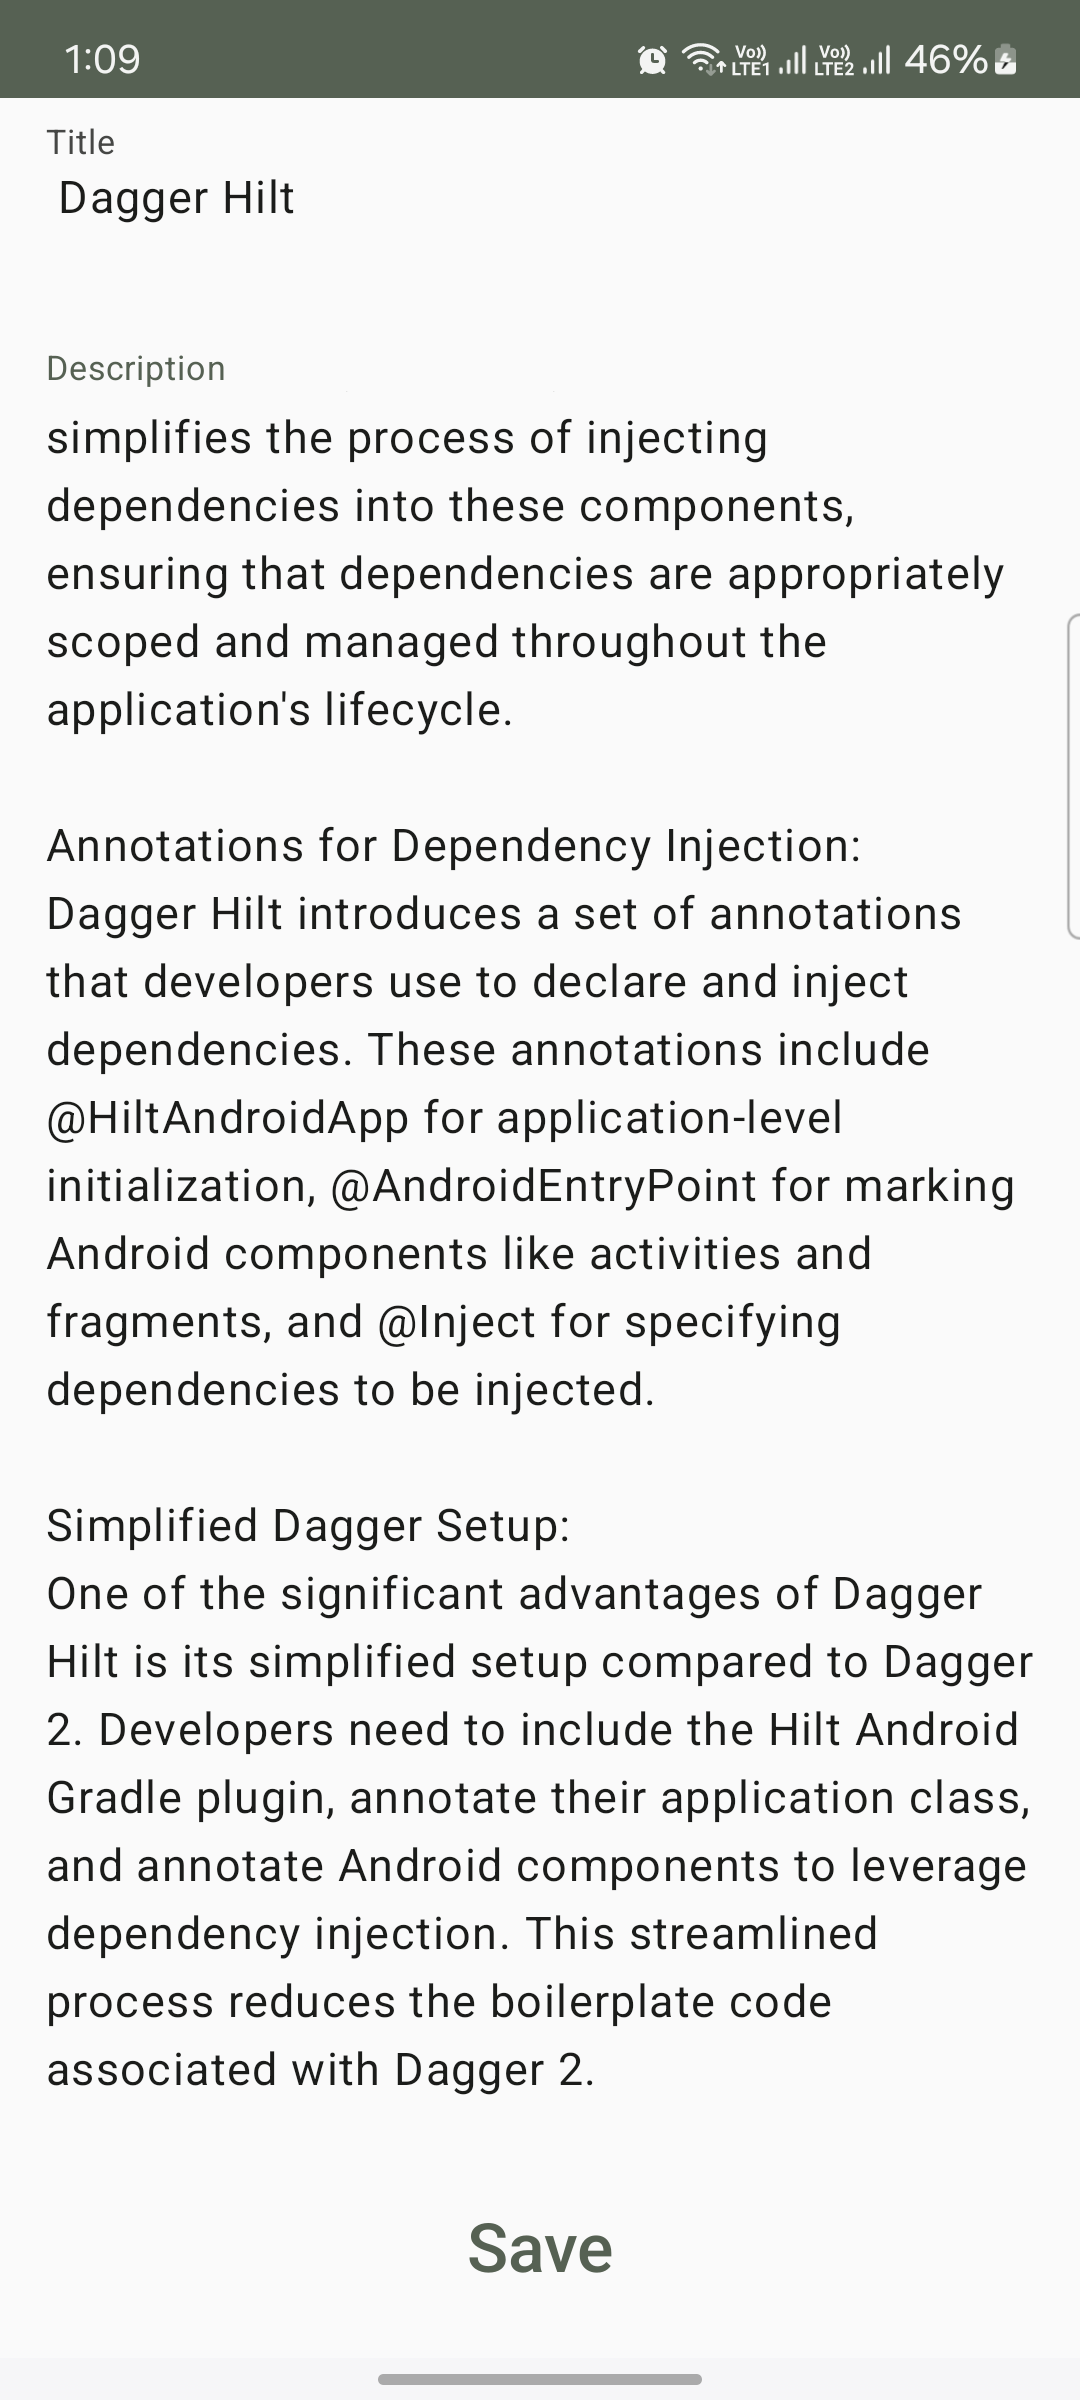 1:09
Vo)) LTE1 Vo)) LTE2 46%
Title
Dagger Hilt
Description
simplifies the process of injecting
dependencies into these components,
ensuring that dependencies are appropriately
scoped and managed throughout the
application's lifecycle.
Annotations for Dependency Injection:
Dagger Hilt introduces a set of annotations
that developers use to declare and inject
dependencies. These annotations include
@HiltAndroidApp for application-level
initialization, @AndroidEntryPoint for marking
Android components like activities and
fragments, and @Inject for specifying
dependencies to be injected.
Simplified Dagger Setup:
One of the significant advantages of Dagger
Hilt is its simplified setup compared to Dagger
2. Developers need to include the Hilt Android
Gradle plugin, annotate their application class,
and annotate Android components to leverage
dependency injection. This streamlined
process reduces the boilerplate code
associated with Dagger 2.
Save